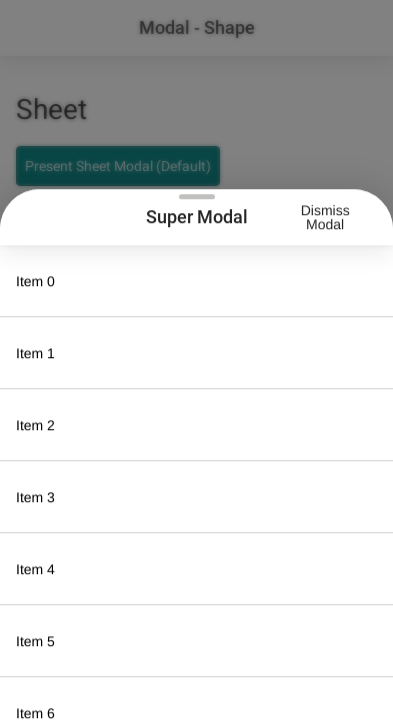 Modal - Shape
Sheet
Present Sheet Modal (Default)
Super Modal
Dismiss
Modal
Item 0
Item 1
Item 2
Item 3
Item 4
Item 5
Item 6